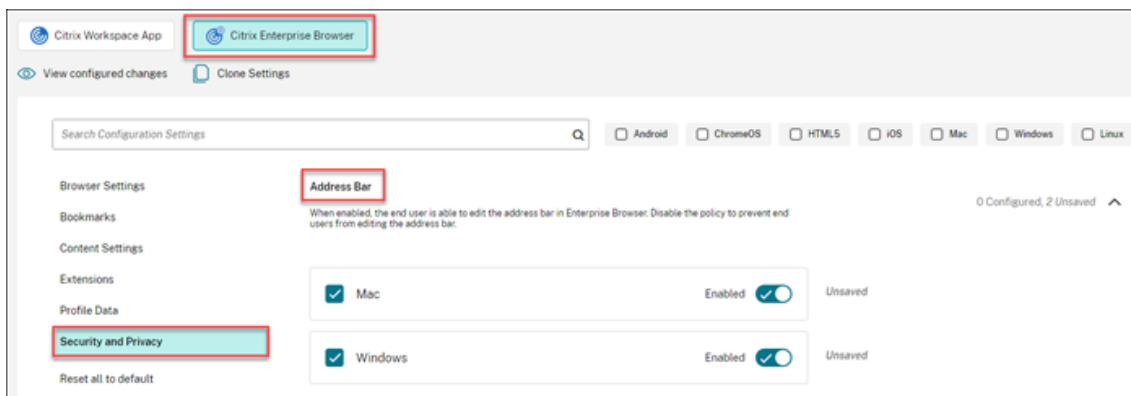 Citrix Workspace App
Citrix Enterprise Browser
View configured changes
Clone Settings
Search Configuration Settings
Android
ChromeOS
HTML5
iOS
Mac
Windows
Linux
Browser Settings
Bookmarks
Content Settings
Extensions
Profile Data
Security and Privacy
Reset all to default
Address Bar
0 Configured, 2 Unsaved
When enabled, the end user is able to edit the address bar in Enterprise Browser. Disable the policy to prevent end
users from editing the address bar.
Mac
Enabled
Unsaved
Windows
Enabled
Unsaved